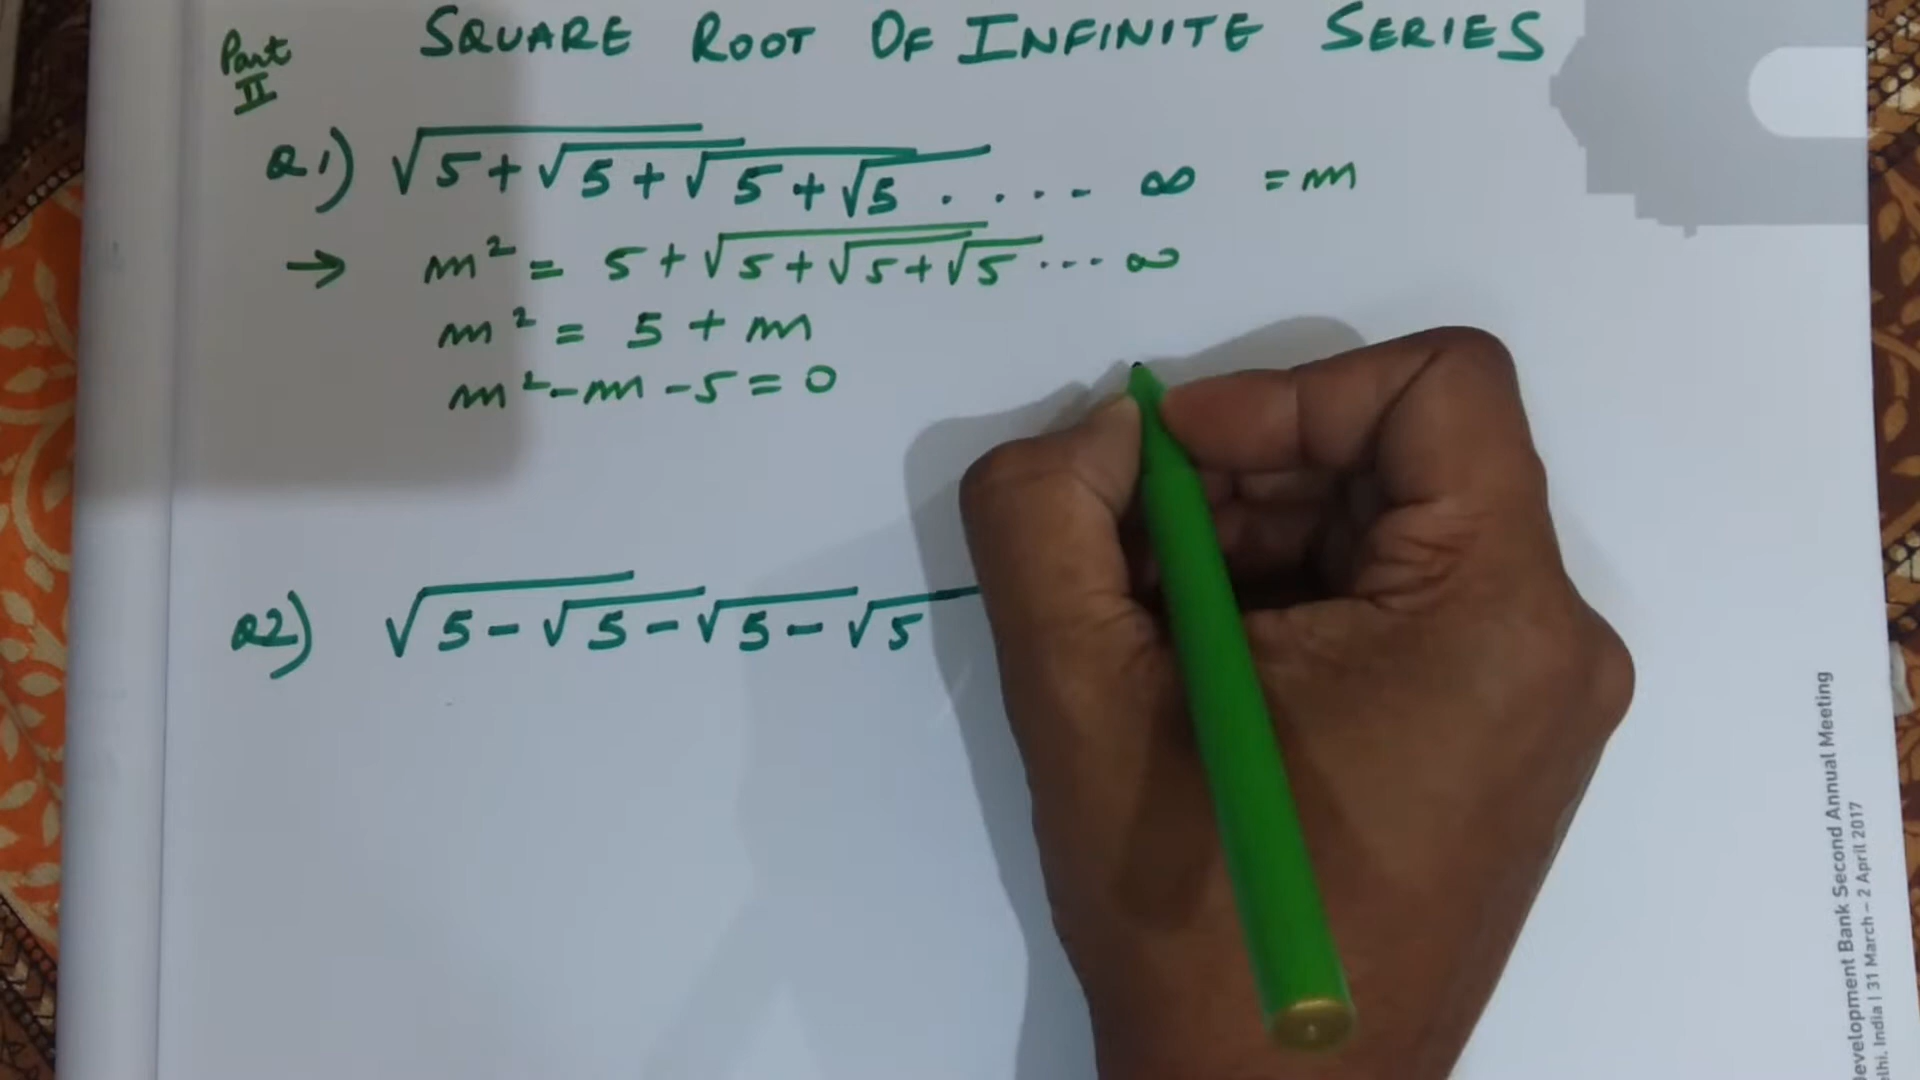 Part II
SQUARE ROOT OF INFINITE SERIES
Q1) √5+√5+√5+√5 . . . . ∞ = m
→ m² = 5+√5+√5+√5 ... ∞
m² = 5 + m
m² - m - 5 = 0
Q2) √5-√5-√5-√5
Development Bank Second Annual Meeting
elhi, India | 31 March – 2 April 2017